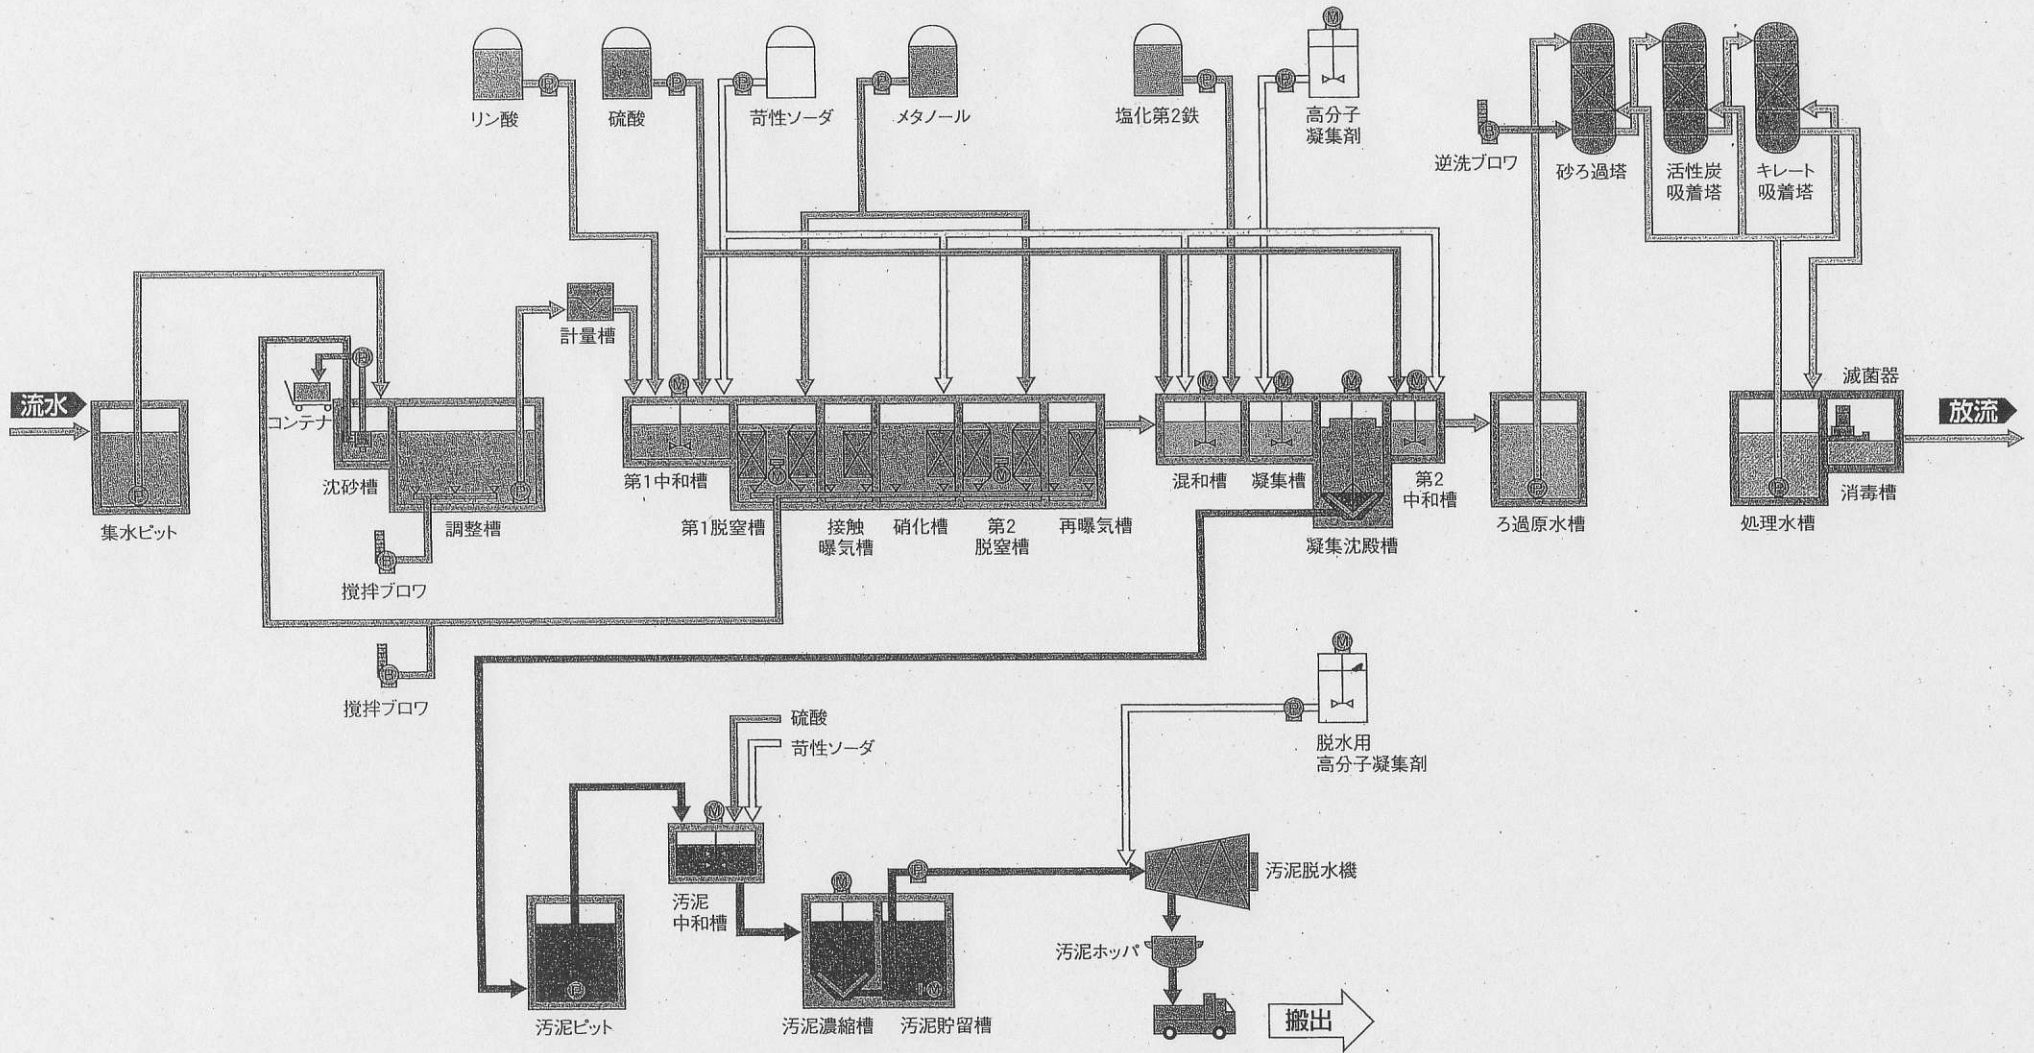 リン酸
硫酸
苛性ソーダ
メタノール
塩化第2鉄
高分子
凝集剤
M
P
P
P
P
P
P
逆洗ブロワ
B
砂ろ過塔
活性炭
吸着塔
キレート
吸着塔
計量槽
流水
コンテナ
P
集水ピット
P
沈砂槽
調整槽
P
撹拌ブロワ
B
撹拌ブロワ
B
第1中和槽
M
第1脱窒槽
M
接触
曝気槽
硝化槽
第2
脱窒槽
M
再曝気槽
混和槽
M
凝集槽
M
凝集沈殿槽
M
第2
中和槽
M
ろ過原水槽
P
処理水槽
P
滅菌器
消毒槽
放流
硫酸
苛性ソーダ
M
汚泥
中和槽
汚泥ピット
P
M
P
汚泥濃縮槽
汚泥貯留槽
M
M
P
脱水用
高分子凝集剤
汚泥脱水機
汚泥ホッパ
搬出